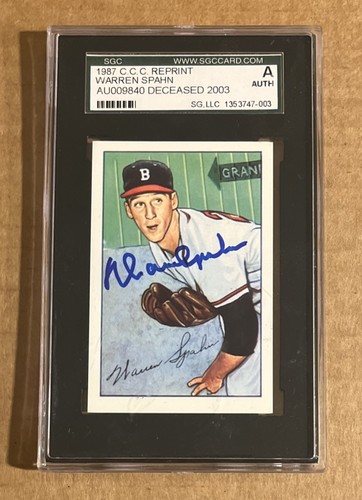 SGC WWW.SGCCARD.COM
1987 C.C.C. REPRINT A
WARREN SPAHN AUTH
AU009840 DECEASED 2003
SG, LLC 1353747-003
B
GRAN
Warren Spahn
Warren Spahn